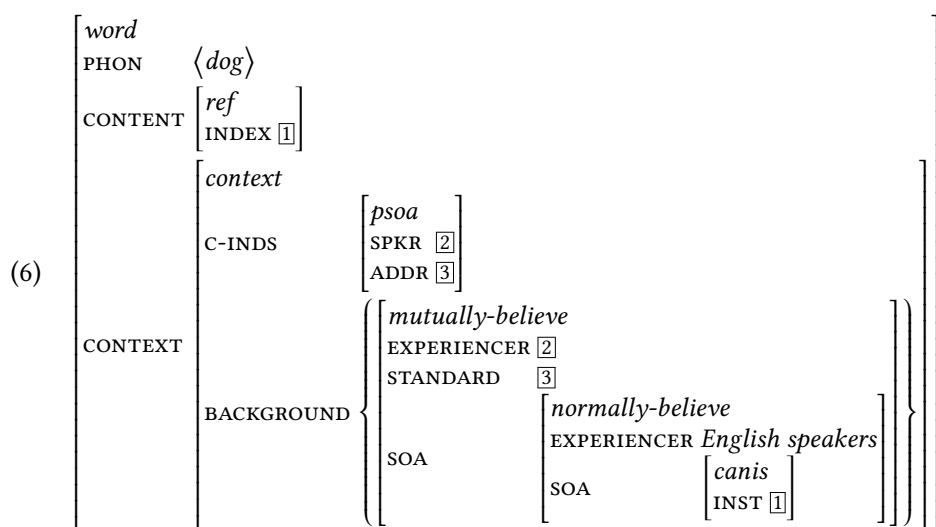 word
PHON ⟨dog⟩
CONTENT [ref
INDEX 1]
context
C-INDS [psoa
SPKR 2
ADDR 3]
(6)
CONTEXT
BACKGROUND {[mutually-believe
EXPERIENCER 2
STANDARD 3
SOA [normally-believe
EXPERIENCER English speakers
SOA [canis
INST 1]]]}